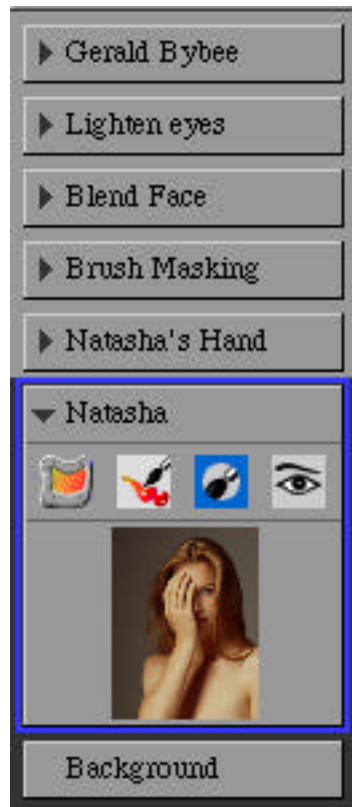 Gerald Bybee
Lighten eyes
Blend Face
Brush Masking
Natasha's Hand
Natasha
Background